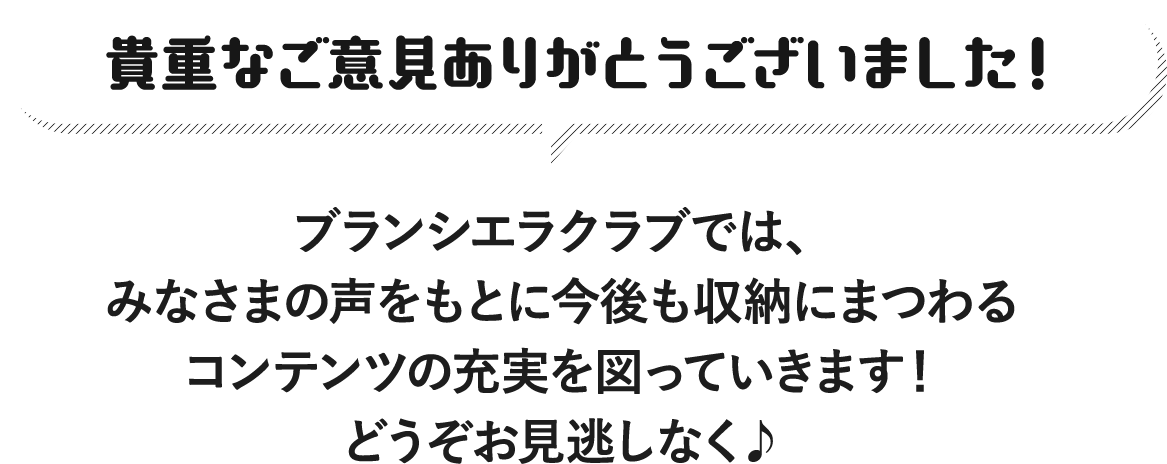 貴重なご意見ありがとうございました！
ブランシエラクラブでは、
みなさまの声をもとに今後も収納にまつわる
コンテンツの充実を図っていきます！
どうぞお見逃しなく♪